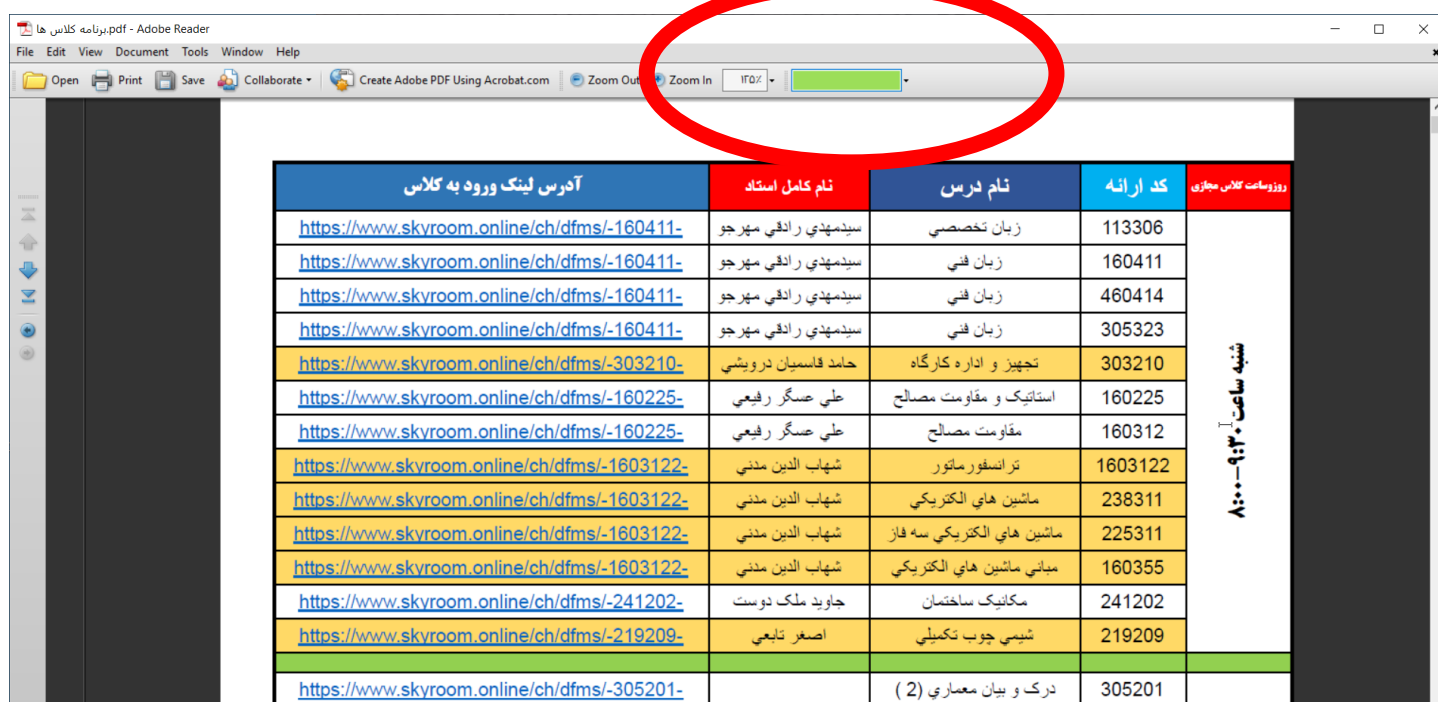 برنامه کلاس ها.pdf - Adobe Reader
File Edit View Document Tools Window Help
Open Print Save Collaborate Create Adobe PDF Using Acrobat.com Zoom Out Zoom In ۱۲۵٪
روزوساعت کلاس مجازی کد ارائه نام درس نام کامل استاد آدرس لینک ورود به کلاس
شنبه ساعت ۹:۳۰–۸:۰۰
113306 زبان تخصصي سيدمهدي رادقي مهرجو https://www.skyroom.online/ch/dfms/-160411-
160411 زبان فني سيدمهدي رادقي مهرجو https://www.skyroom.online/ch/dfms/-160411-
460414 زبان فني سيدمهدي رادقي مهرجو https://www.skyroom.online/ch/dfms/-160411-
305323 زبان فني سيدمهدي رادقي مهرجو https://www.skyroom.online/ch/dfms/-160411-
303210 تجهيز و اداره کارگاه حامد قاسميان درويشي https://www.skyroom.online/ch/dfms/-303210-
160225 استاتيک و مقاومت مصالح علي عسگر رفيعي https://www.skyroom.online/ch/dfms/-160225-
160312 مقاومت مصالح علي عسگر رفيعي https://www.skyroom.online/ch/dfms/-160225-
1603122 ترانسفورماتور شهاب الدين مدني https://www.skyroom.online/ch/dfms/-1603122-
238311 ماشين هاي الکتريکي شهاب الدين مدني https://www.skyroom.online/ch/dfms/-1603122-
225311 ماشين هاي الکتريکي سه فاز شهاب الدين مدني https://www.skyroom.online/ch/dfms/-1603122-
160355 مباني ماشين هاي الکتريکي شهاب الدين مدني https://www.skyroom.online/ch/dfms/-1603122-
241202 مکانيک ساختمان جاويد ملک دوست https://www.skyroom.online/ch/dfms/-241202-
219209 شيمي چوب تکميلي اصغر تابعي https://www.skyroom.online/ch/dfms/-219209-
305201 درک و بيان معماري (2 ) https://www.skyroom.online/ch/dfms/-305201-